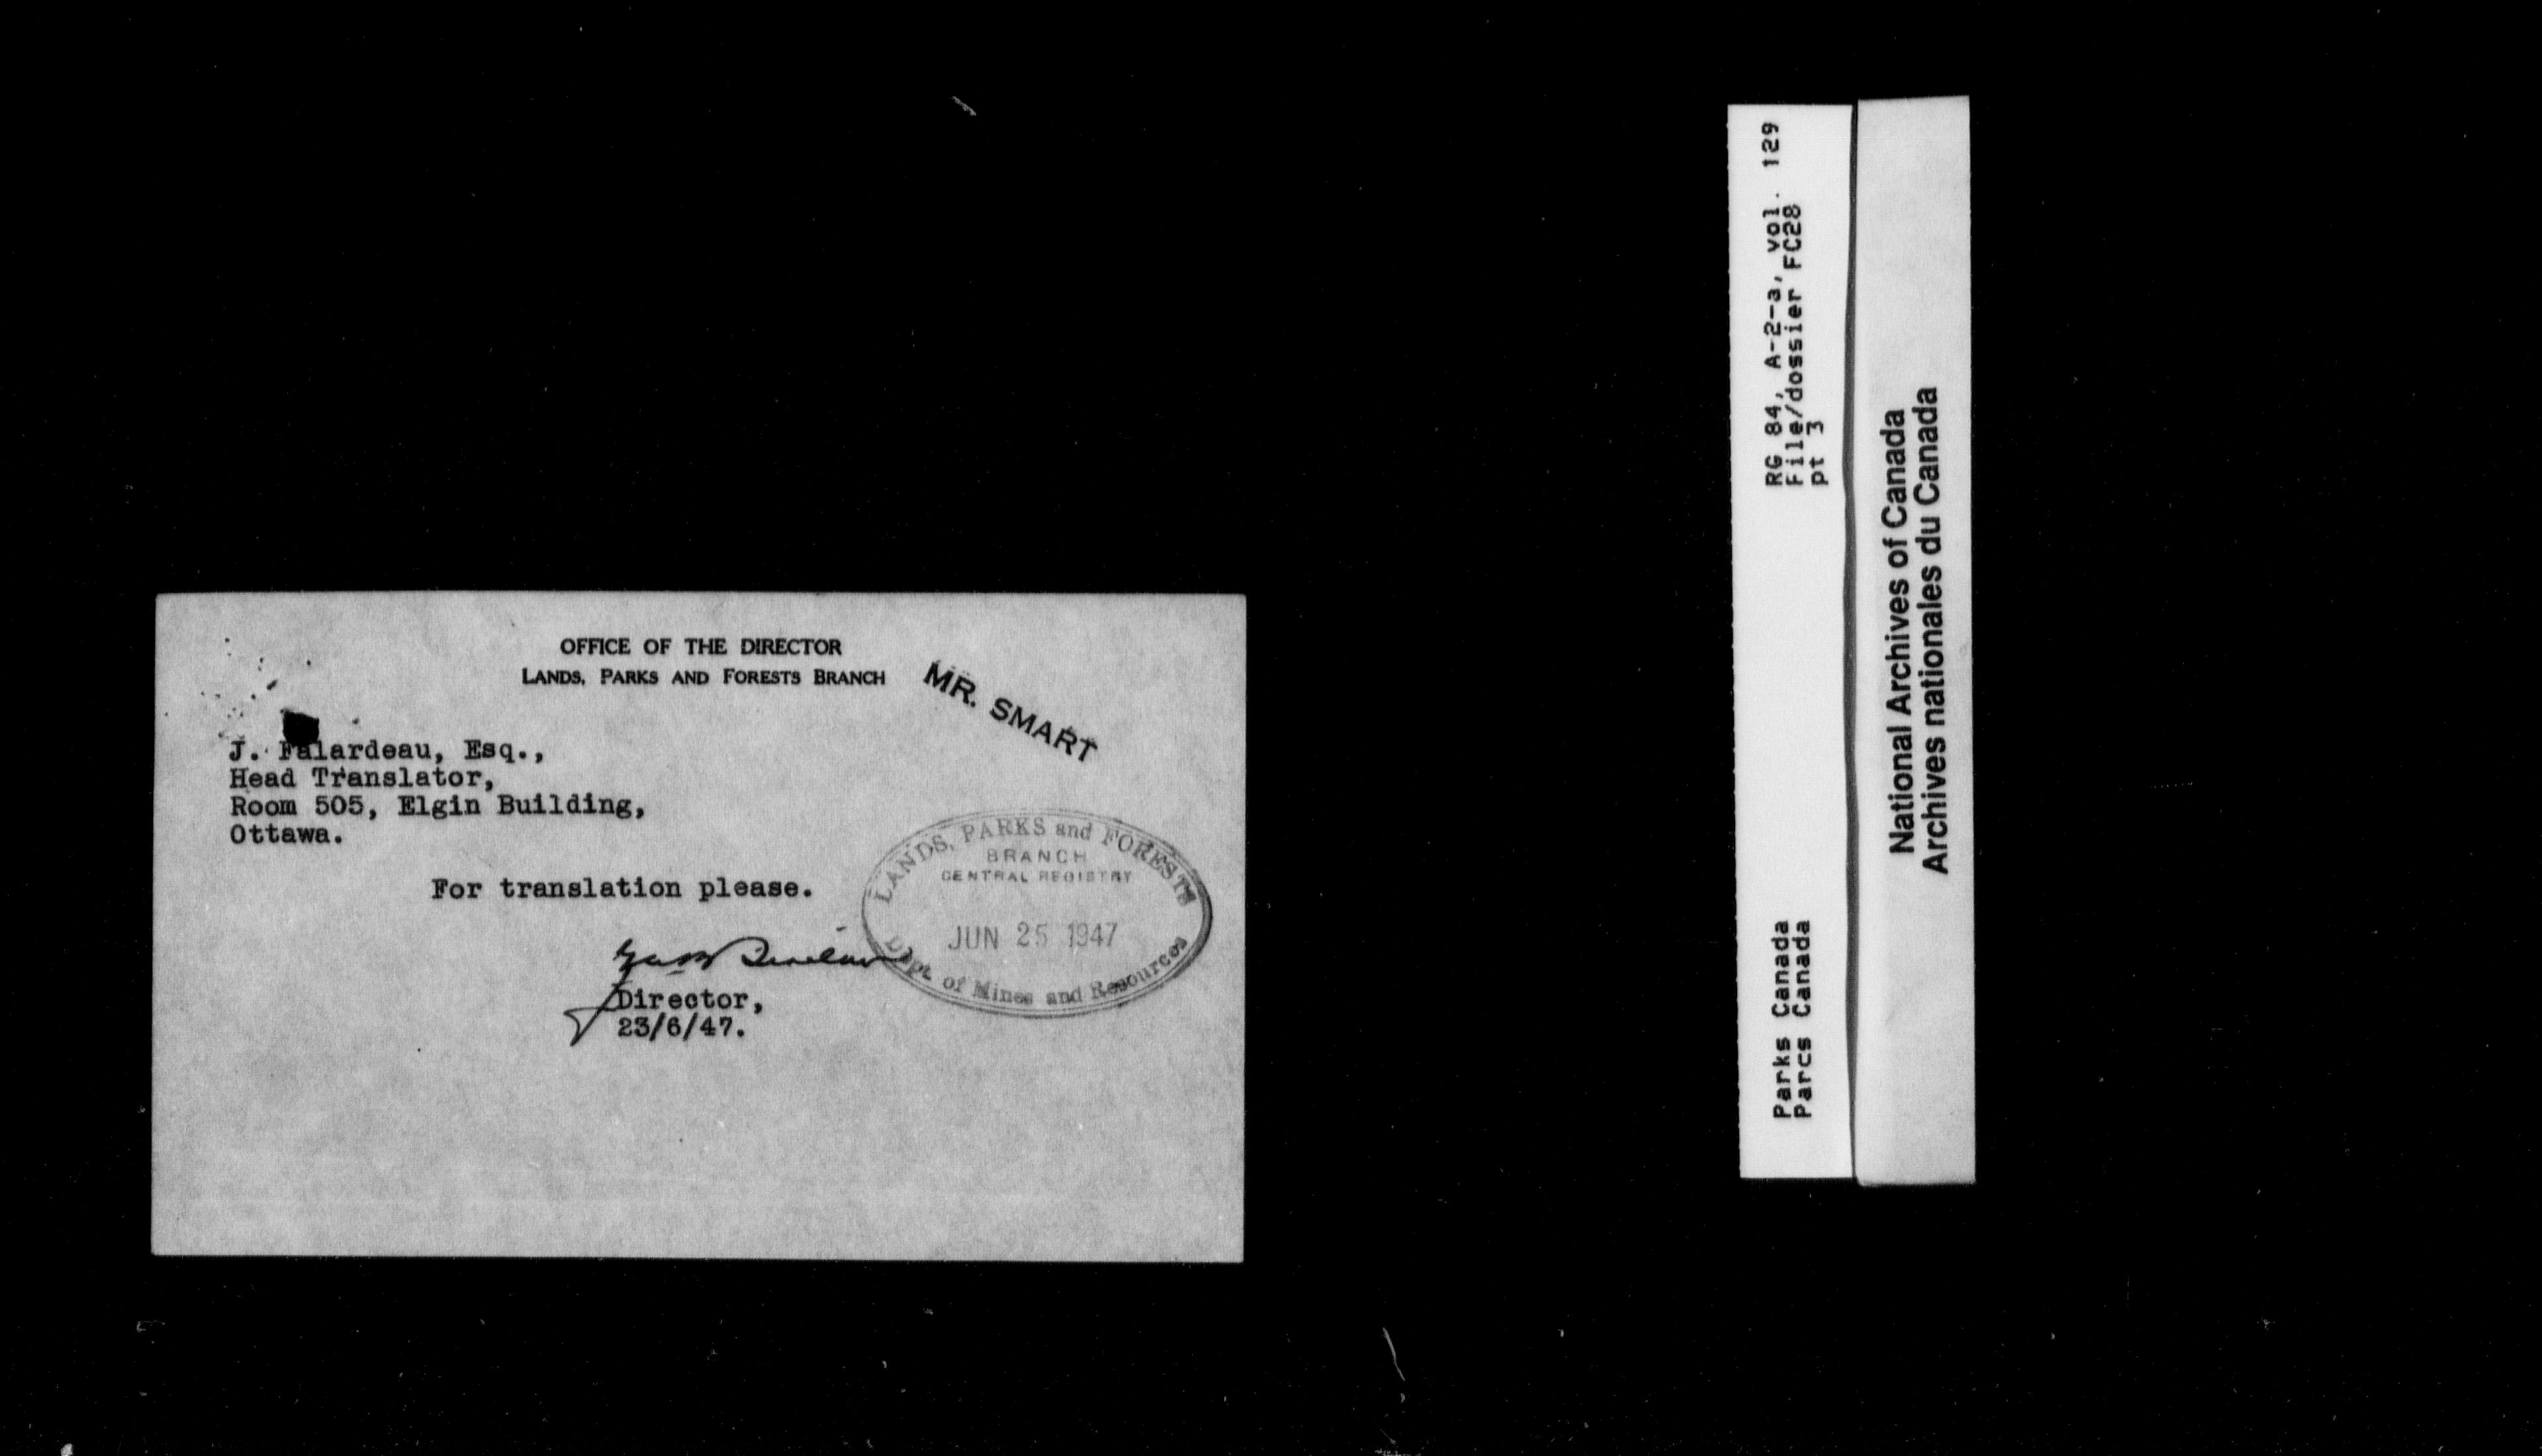 OFFICE OF THE DIRECTOR
LANDS, PARKS AND FORESTS BRANCH
MR. SMART
J. Falardeau, Esq.,
Head Translator,
Room 505, Elgin Building,
Ottawa.
For translation please.
LANDS, PARKS and FORESTS
BRANCH
CENTRAL REGISTRY
JUN 25 1947
Dept. of Mines and Resources
Director,
23/6/47.
RG 84, A-2-a, vol. 129
File/dossier FC28
pt 3
Parks Canada
Parcs Canada
National Archives of Canada
Archives nationales du Canada